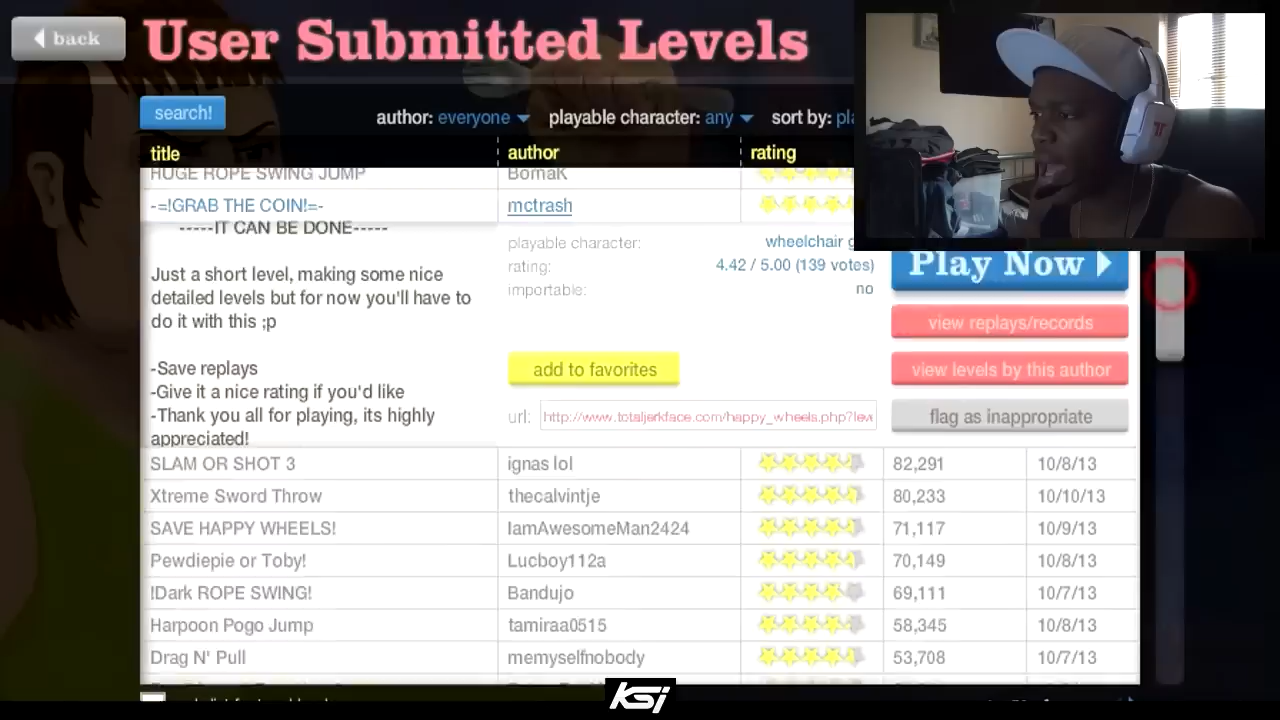 back
User Submitted Levels
search!
author: everyone
playable character: any
sort by: pla
title
author
rating
HUGE ROPE SWING JUMP
BornaK
-=!GRAB THE COIN!=-
mctrash
-----IT CAN BE DONE-----
Just a short level, making some nice
detailed levels but for now you'll have to
do it with this ;p
-Save replays
-Give it a nice rating if you'd like
-Thank you all for playing, its highly
appreciated!
playable character: wheelchair g
rating: 4.42 / 5.00 (139 votes)
importable: no
add to favorites
url: http://www.totaljerkface.com/happy_wheels.php?leve
Play Now
view replays/records
view levels by this author
flag as inappropriate
SLAM OR SHOT 3 ignas lol 82,291 10/8/13
Xtreme Sword Throw thecalvintje 80,233 10/10/13
SAVE HAPPY WHEELS! IamAwesomeMan2424 71,117 10/9/13
Pewdiepie or Toby! Lucboy112a 70,149 10/8/13
!Dark ROPE SWING! Bandujo 69,111 10/7/13
Harpoon Pogo Jump tamiraa0515 58,345 10/8/13
Drag N' Pull memyselfnobody 53,708 10/7/13
KSI